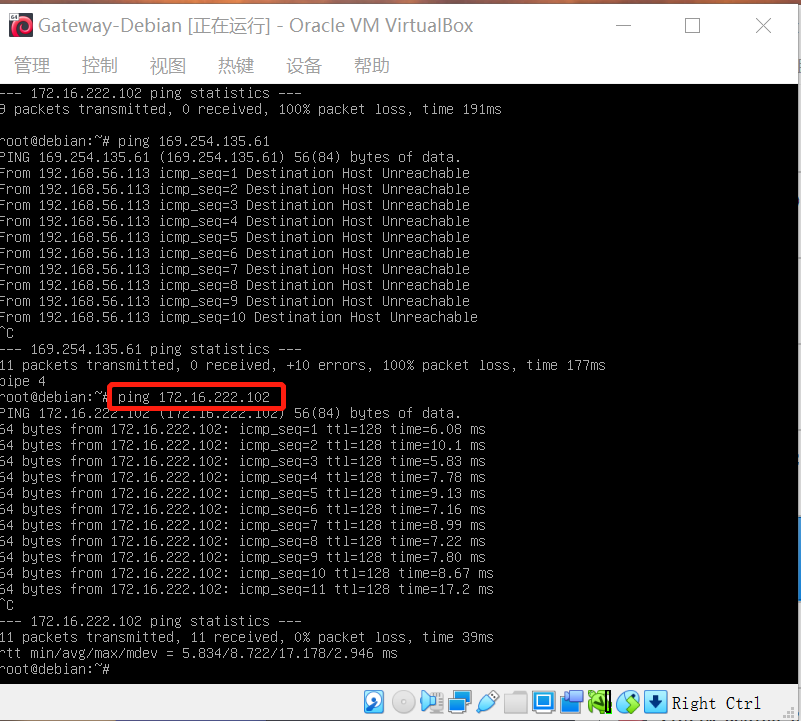 Gateway-Debian [正在运行] - Oracle VM VirtualBox
管理 控制 视图 热键 设备 帮助
--- 172.16.222.102 ping statistics ---
9 packets transmitted, 0 received, 100% packet loss, time 191ms
root@debian:~# ping 169.254.135.61
PING 169.254.135.61 (169.254.135.61) 56(84) bytes of data.
From 192.168.56.113 icmp_seq=1 Destination Host Unreachable
From 192.168.56.113 icmp_seq=2 Destination Host Unreachable
From 192.168.56.113 icmp_seq=3 Destination Host Unreachable
From 192.168.56.113 icmp_seq=4 Destination Host Unreachable
From 192.168.56.113 icmp_seq=5 Destination Host Unreachable
From 192.168.56.113 icmp_seq=6 Destination Host Unreachable
From 192.168.56.113 icmp_seq=7 Destination Host Unreachable
From 192.168.56.113 icmp_seq=8 Destination Host Unreachable
From 192.168.56.113 icmp_seq=9 Destination Host Unreachable
From 192.168.56.113 icmp_seq=10 Destination Host Unreachable
^C
--- 169.254.135.61 ping statistics ---
11 packets transmitted, 0 received, +10 errors, 100% packet loss, time 177ms
pipe 4
root@debian:~# ping 172.16.222.102
PING 172.16.222.102 (172.16.222.102) 56(84) bytes of data.
64 bytes from 172.16.222.102: icmp_seq=1 ttl=128 time=6.08 ms
64 bytes from 172.16.222.102: icmp_seq=2 ttl=128 time=10.1 ms
64 bytes from 172.16.222.102: icmp_seq=3 ttl=128 time=5.83 ms
64 bytes from 172.16.222.102: icmp_seq=4 ttl=128 time=7.78 ms
64 bytes from 172.16.222.102: icmp_seq=5 ttl=128 time=9.13 ms
64 bytes from 172.16.222.102: icmp_seq=6 ttl=128 time=7.16 ms
64 bytes from 172.16.222.102: icmp_seq=7 ttl=128 time=8.99 ms
64 bytes from 172.16.222.102: icmp_seq=8 ttl=128 time=7.22 ms
64 bytes from 172.16.222.102: icmp_seq=9 ttl=128 time=7.80 ms
64 bytes from 172.16.222.102: icmp_seq=10 ttl=128 time=8.67 ms
64 bytes from 172.16.222.102: icmp_seq=11 ttl=128 time=17.2 ms
^C
--- 172.16.222.102 ping statistics ---
11 packets transmitted, 11 received, 0% packet loss, time 39ms
rtt min/avg/max/mdev = 5.834/8.722/17.178/2.946 ms
root@debian:~#
Right Ctrl